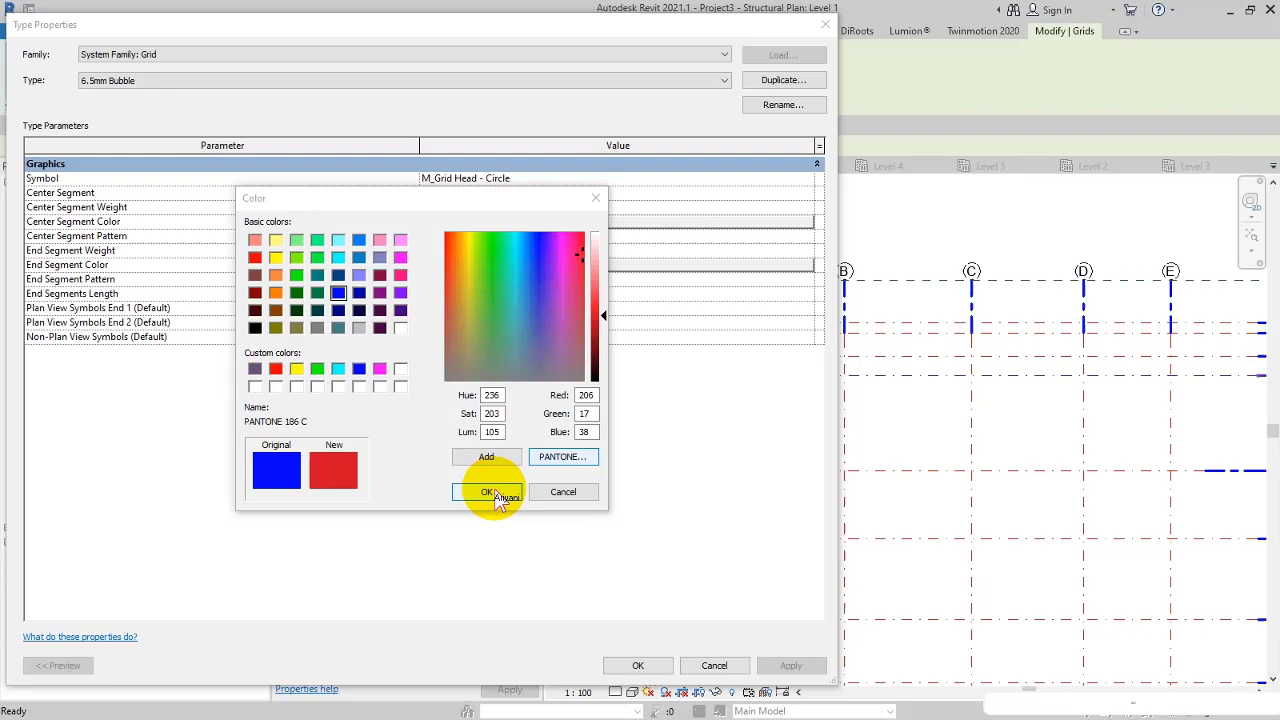 Autodesk Revit 2021.1 - Project3 - Structural Plan: Level 1
Sign In
Type Properties
DiRoots
Lumion®
Twinmotion 2020
Modify | Grids
Family:
System Family: Grid
Load...
Type:
6.5mm Bubble
Duplicate...
Rename...
Type Parameters
Parameter
Value
=
Graphics
Symbol
M_Grid Head - Circle
Center Segment
Center Segment Weight
Center Segment Color
Center Segment Pattern
End Segment Weight
End Segment Color
End Segment Pattern
End Segments Length
Plan View Symbols End 1 (Default)
Plan View Symbols End 2 (Default)
Non-Plan View Symbols (Default)
Color
Basic colors:
Custom colors:
Name:
PANTONE 186 C
Original
New
Hue: 236
Red: 206
Sat: 203
Green: 17
Lum: 105
Blue: 38
Add
PANTONE...
OK
Cancel
Level 4
Level 5
Level 2
Level 3
2D
B
C
D
E
What do these properties do?
<< Preview
OK
Cancel
Apply
Properties help
Apply
1 : 100
Ready
:0
Main Model